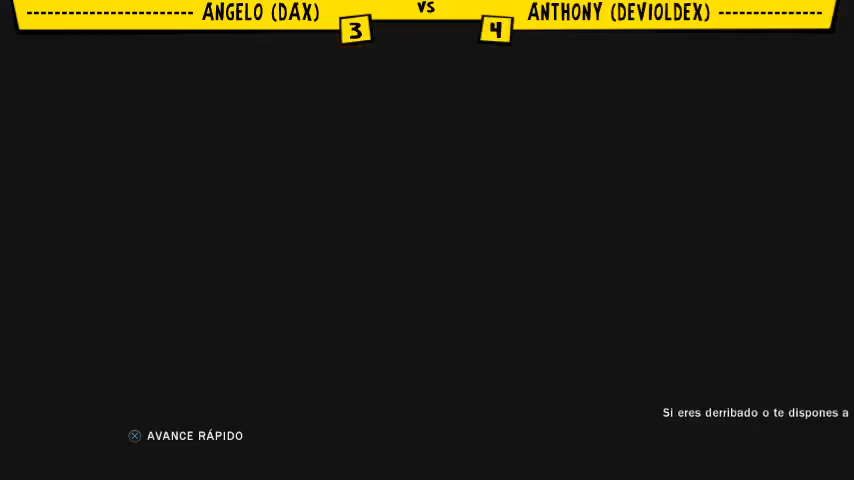 ANGELO (DAX) VS ANTHONY (DEVIOLDEX)
3 4
Si eres derribado o te dispones a
AVANCE RÁPIDO